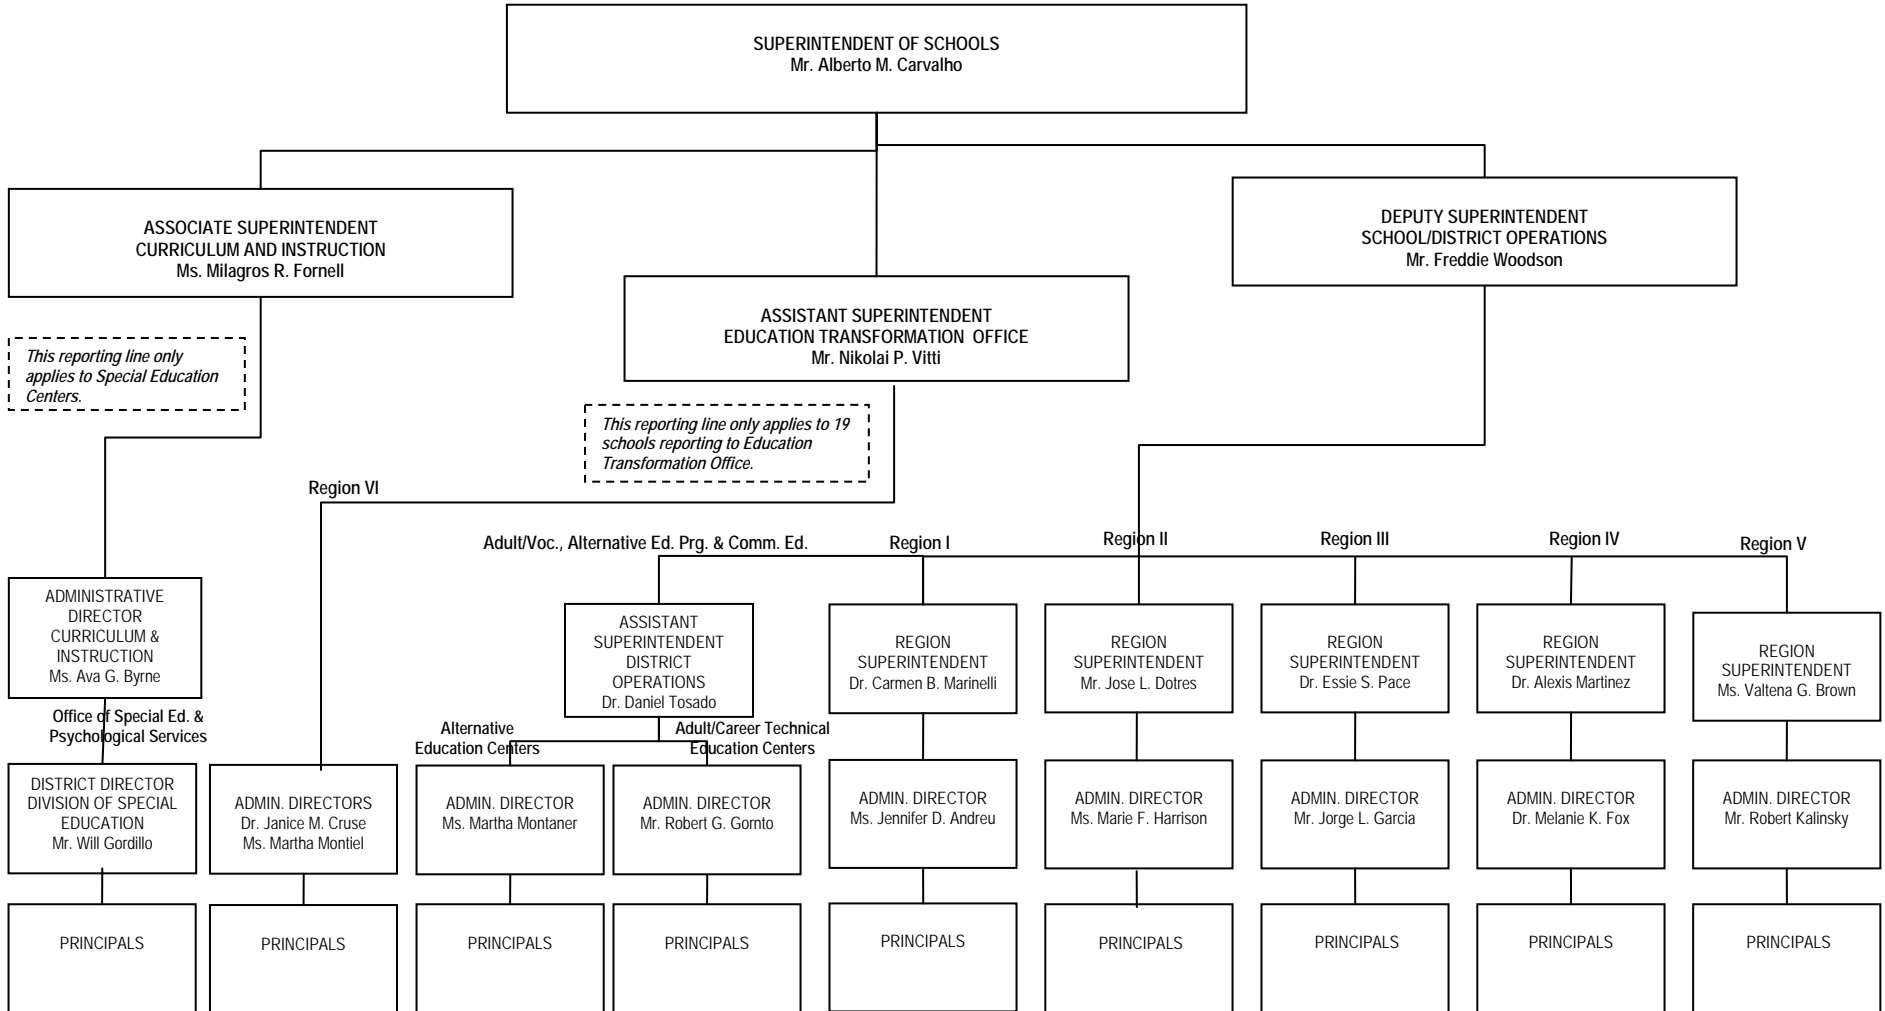 SUPERINTENDENT OF SCHOOLS
Mr. Alberto M. Carvalho
ASSOCIATE SUPERINTENDENT
CURRICULUM AND INSTRUCTION
Ms. Milagros R. Fornell
DEPUTY SUPERINTENDENT
SCHOOL/DISTRICT OPERATIONS
Mr. Freddie Woodson
ASSISTANT SUPERINTENDENT
EDUCATION TRANSFORMATION OFFICE
Mr. Nikolai P. Vitti
This reporting line only
applies to Special Education
Centers.
This reporting line only applies to 19
schools reporting to Education
Transformation Office.
Region VI
Adult/Voc., Alternative Ed. Prg. & Comm. Ed.
Region I
Region II
Region III
Region IV
Region V
ADMINISTRATIVE
DIRECTOR
CURRICULUM &
INSTRUCTION
Ms. Ava G. Byrne
ASSISTANT
SUPERINTENDENT
DISTRICT
OPERATIONS
Dr. Daniel Tosado
REGION
SUPERINTENDENT
Dr. Carmen B. Marinelli
REGION
SUPERINTENDENT
Mr. Jose L. Dotres
REGION
SUPERINTENDENT
Dr. Essie S. Pace
REGION
SUPERINTENDENT
Dr. Alexis Martinez
REGION
SUPERINTENDENT
Ms. Valtena G. Brown
Office of Special Ed. &
Psychological Services
Alternative
Education Centers
Adult/Career Technical
Education Centers
DISTRICT DIRECTOR
DIVISION OF SPECIAL
EDUCATION
Mr. Will Gordillo
ADMIN. DIRECTORS
Dr. Janice M. Cruse
Ms. Martha Montiel
ADMIN. DIRECTOR
Ms. Martha Montaner
ADMIN. DIRECTOR
Mr. Robert G. Gornto
ADMIN. DIRECTOR
Ms. Jennifer D. Andreu
ADMIN. DIRECTOR
Ms. Marie F. Harrison
ADMIN. DIRECTOR
Mr. Jorge L. Garcia
ADMIN. DIRECTOR
Dr. Melanie K. Fox
ADMIN. DIRECTOR
Mr. Robert Kalinsky
PRINCIPALS
PRINCIPALS
PRINCIPALS
PRINCIPALS
PRINCIPALS
PRINCIPALS
PRINCIPALS
PRINCIPALS
PRINCIPALS